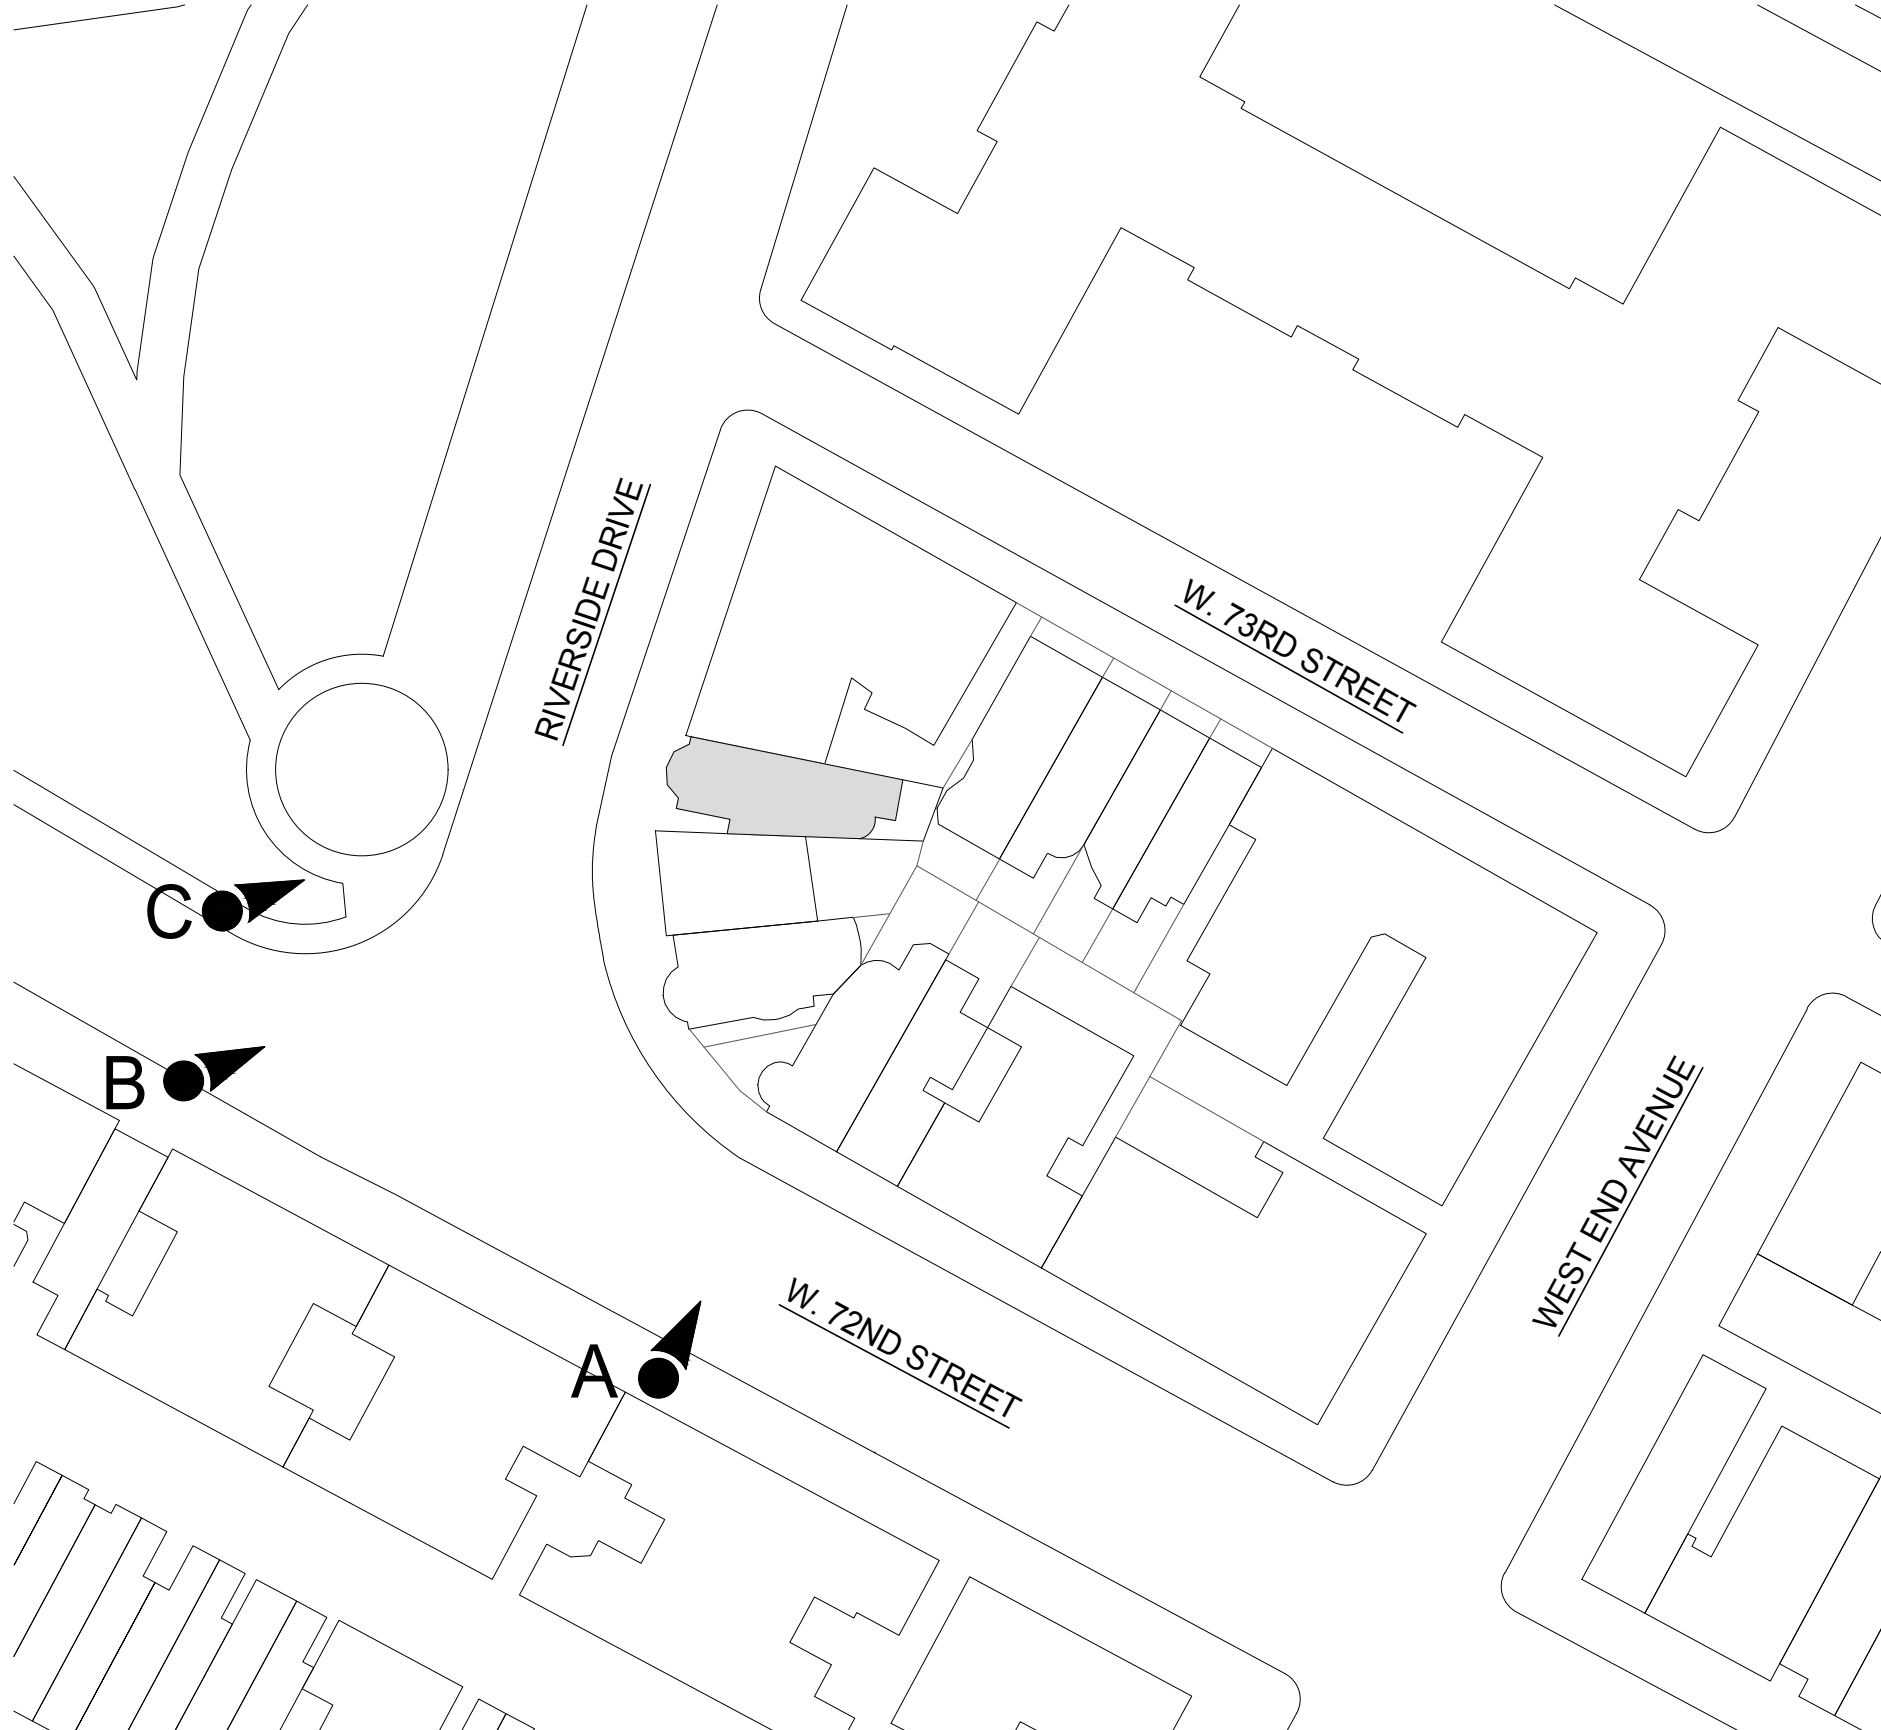 RIVERSIDE DRIVE
W. 73RD STREET
C
B
WEST END AVENUE
A
W. 72ND STREET